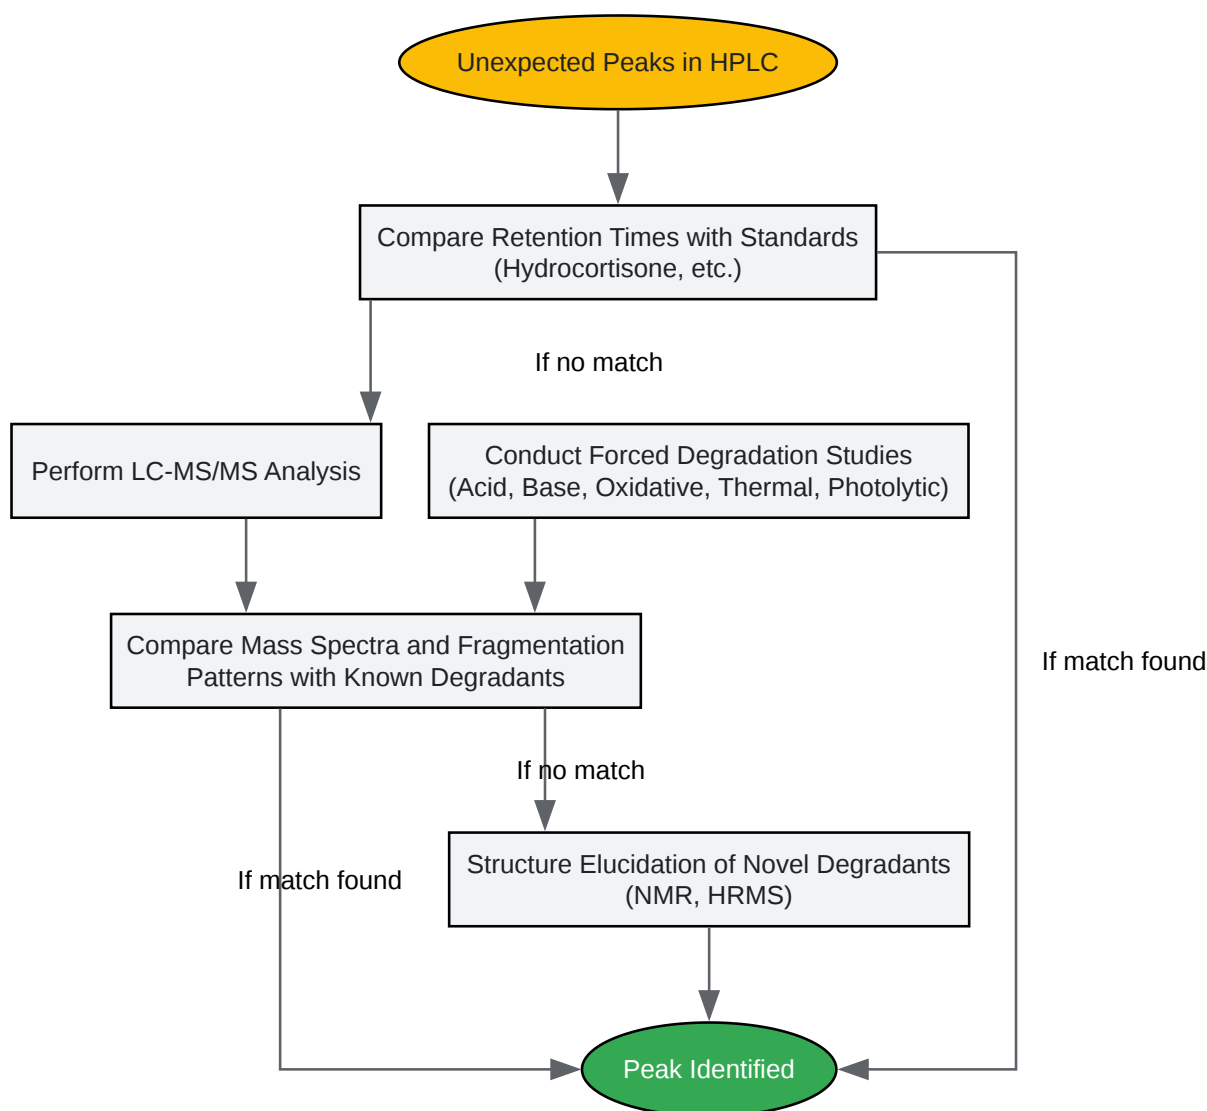 Unexpected Peaks in HPLC
Compare Retention Times with Standards
(Hydrocortisone, etc.)
If no match
Perform LC-MS/MS Analysis
Conduct Forced Degradation Studies
(Acid, Base, Oxidative, Thermal, Photolytic)
Compare Mass Spectra and Fragmentation
Patterns with Known Degradants
If match found
If no match
Structure Elucidation of Novel Degradants
(NMR, HRMS)
If match found
Peak Identified